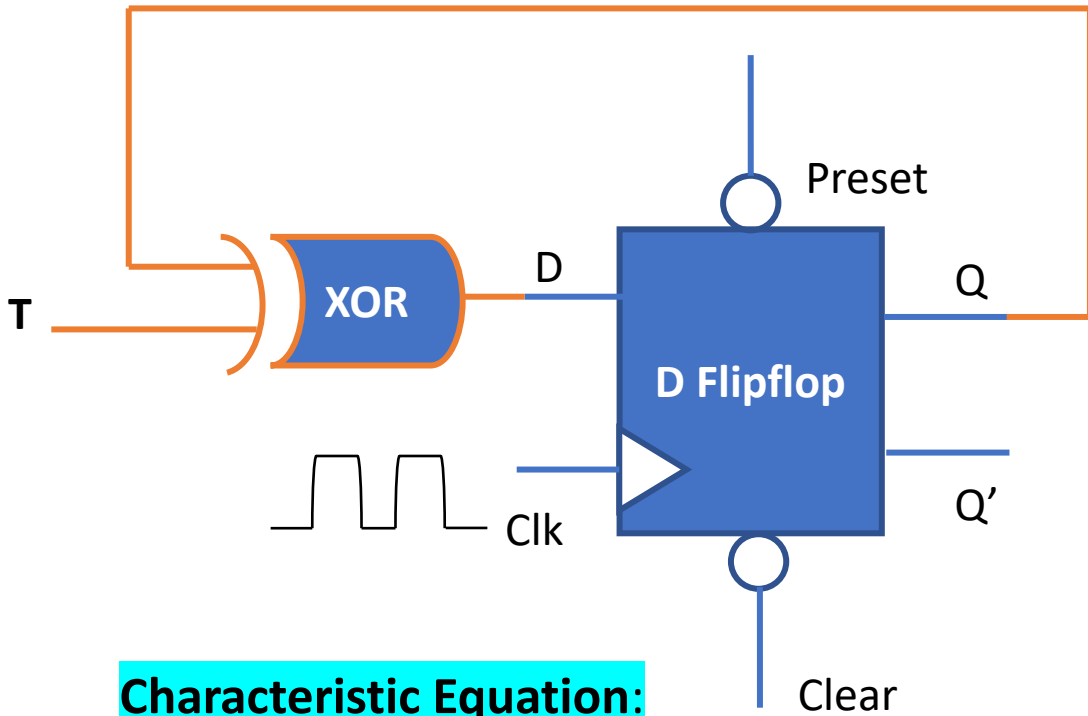 Preset
D
Q
T
XOR
D Flipflop
Q’
Clk
Characteristic Equation:
Clear